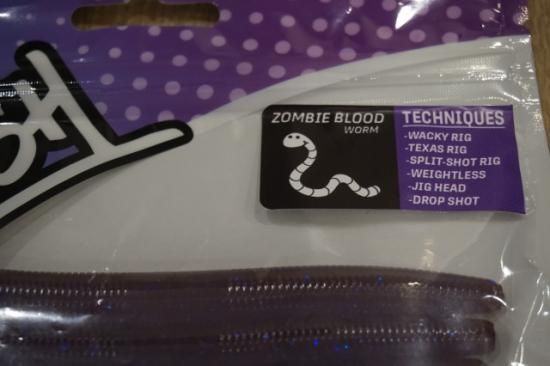 ZOMBIE BLOOD
WORM
TECHNIQUES
-WACKY RIG
-TEXAS RIG
-SPLIT-SHOT RIG
-WEIGHTLESS
-JIG HEAD
-DROP SHOT